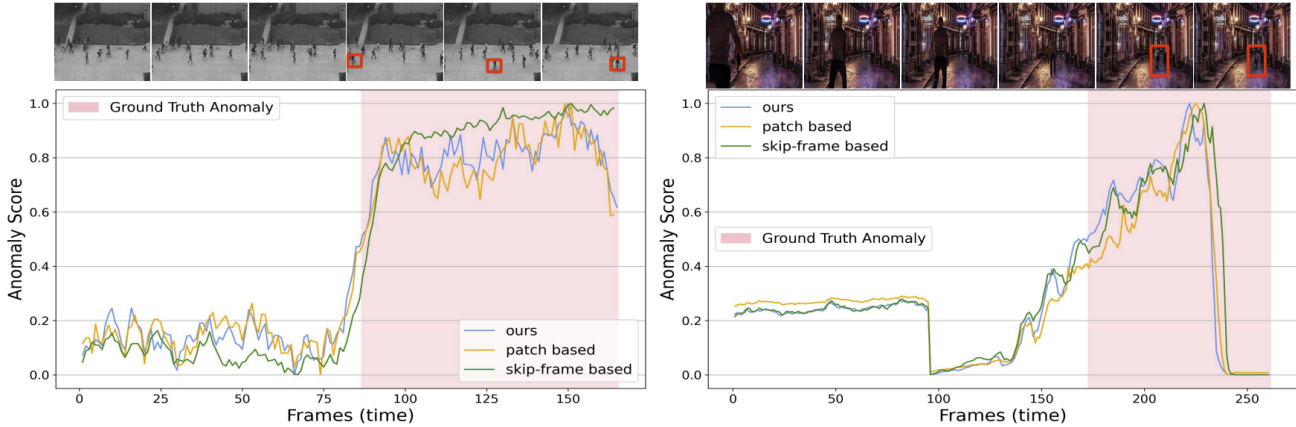 Ground Truth Anomaly
1.0
0.8
0.6
0.4
0.2
0.0
Anomaly Score
ours
patch based
skip-frame based
0 25 50 75 100 125 150
Frames (time)
ours
patch based
skip-frame based
Ground Truth Anomaly
1.0
0.8
0.6
0.4
0.2
0.0
Anomaly Score
0 50 100 150 200 250
Frames (time)